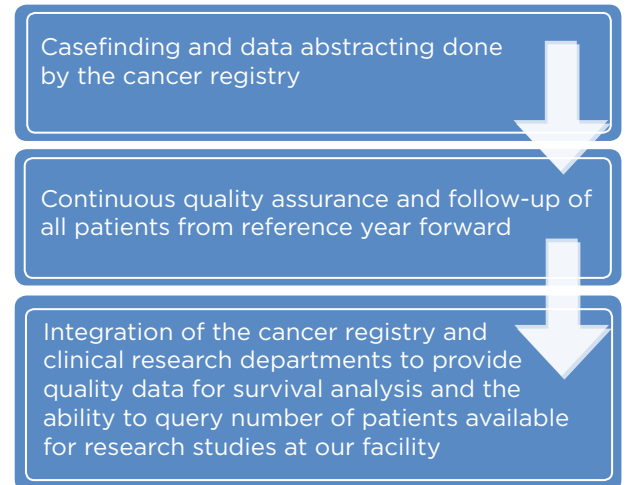 Casefinding and data abstracting done
by the cancer registry
Continuous quality assurance and follow-up of
all patients from reference year forward
Integration of the cancer registry and
clinical research departments to provide
quality data for survival analysis and the
ability to query number of patients available
for research studies at our facility